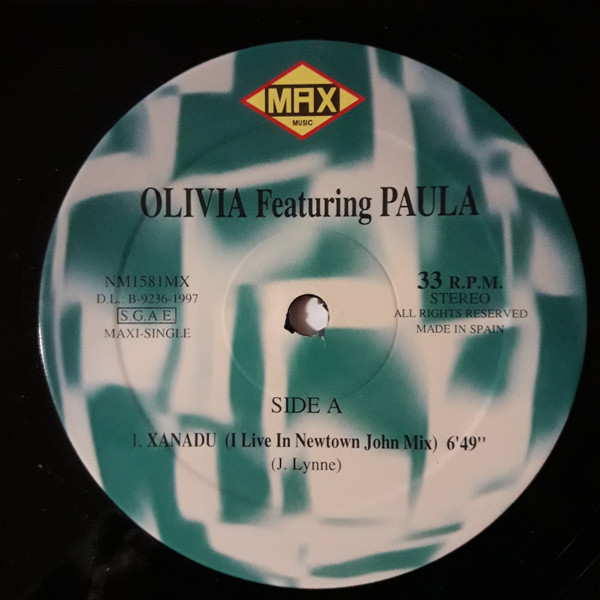 MAX
MUSIC
OLIVIA Featuring PAULA
NM1581MX
D.L.: B-9236-1997
S.G.A.E.
MAXI-SINGLE
33 R.P.M.
STEREO
ALL RIGHTS RESERVED
MADE IN SPAIN
SIDE A
1. XANADU (I Live In Newtown John Mix) 6'49"
(J. Lynne)